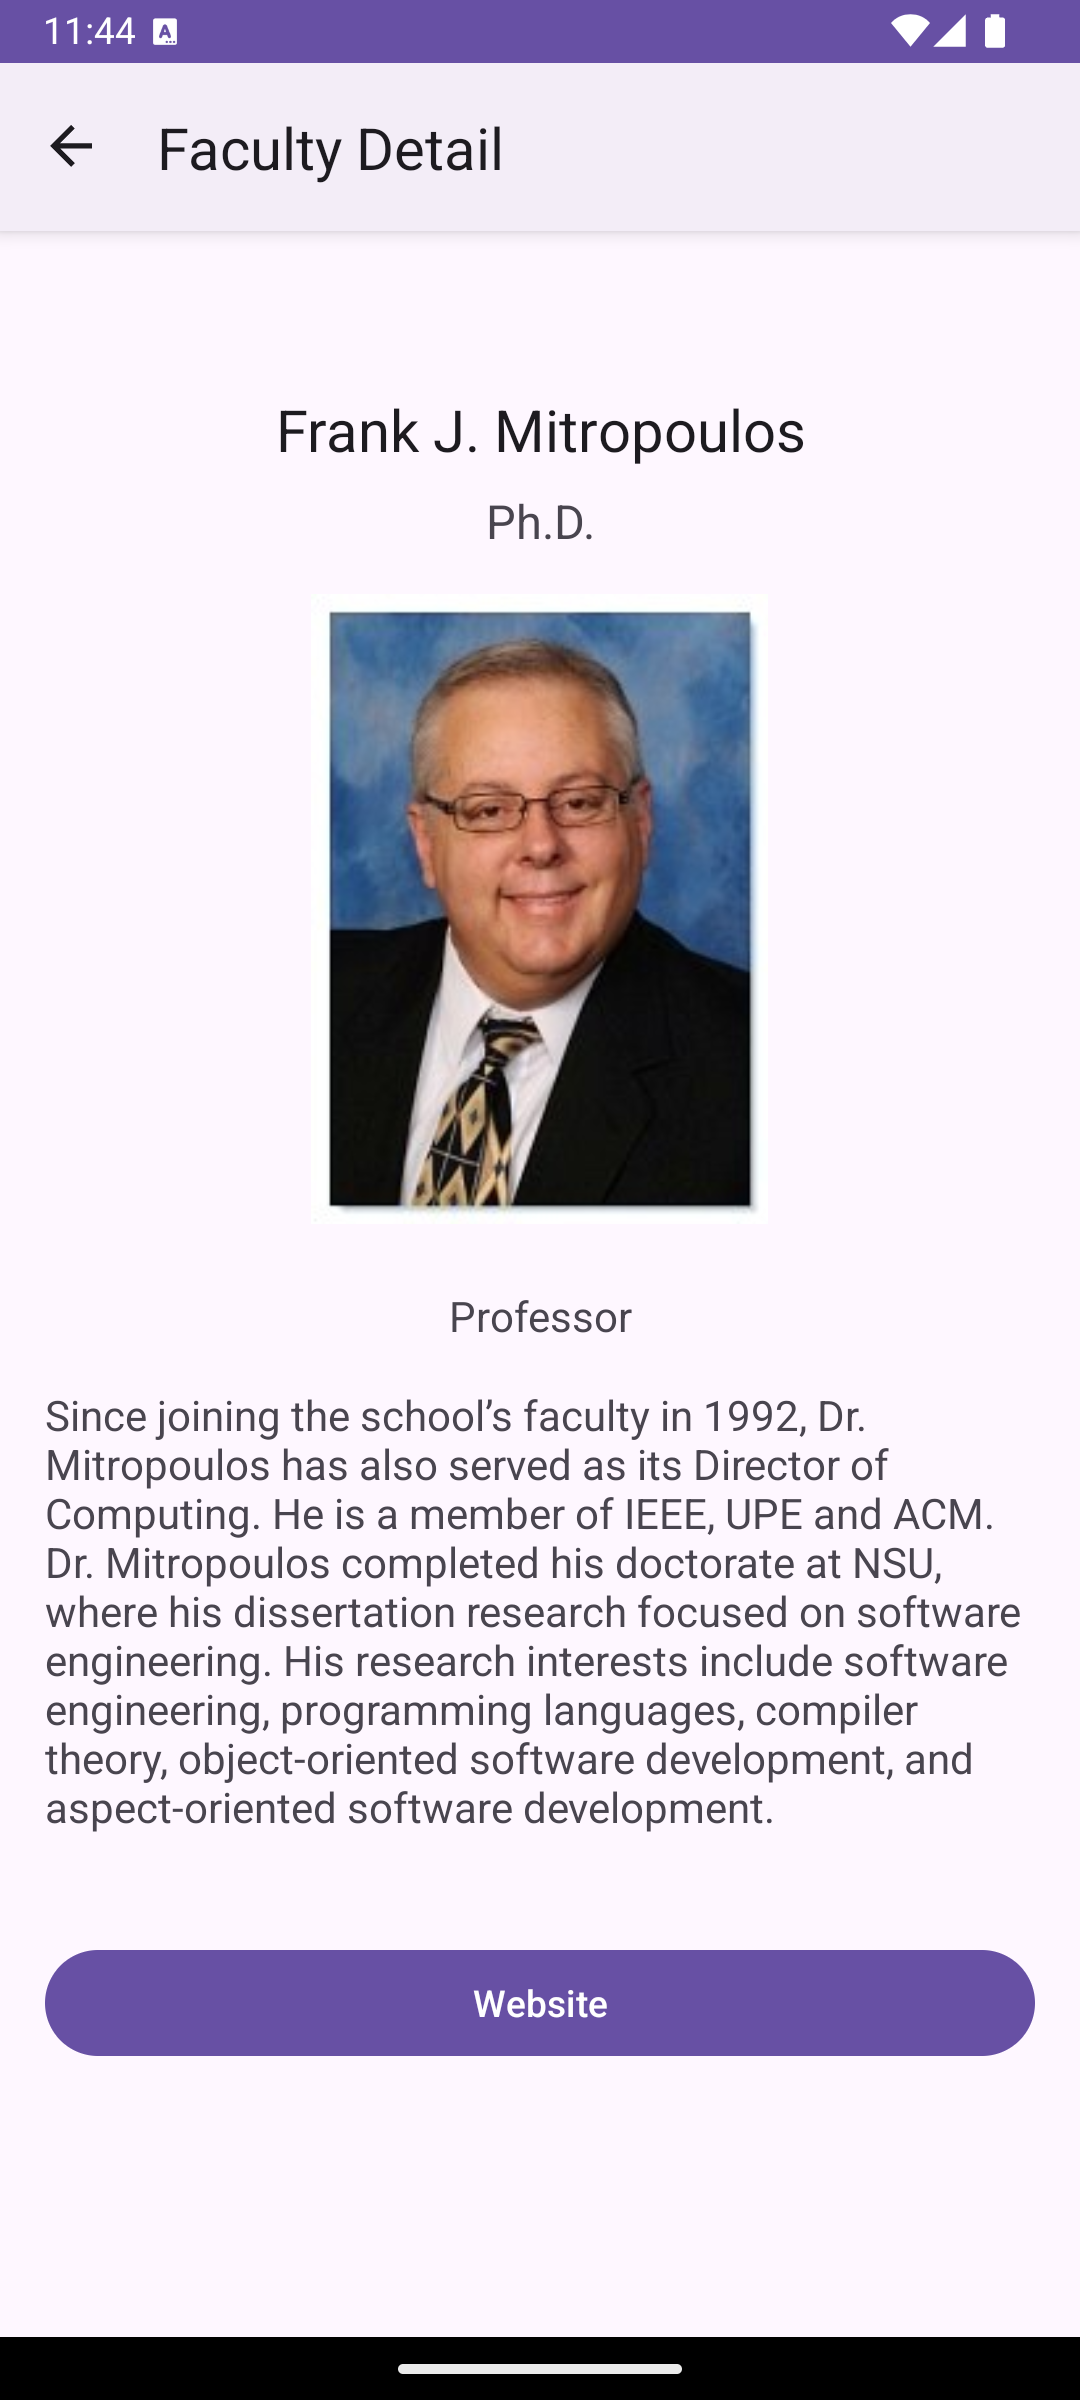 11:44
Faculty Detail
Frank J. Mitropoulos
Ph.D.
Professor
Since joining the school’s faculty in 1992, Dr.
Mitropoulos has also served as its Director of
Computing. He is a member of IEEE, UPE and ACM.
Dr. Mitropoulos completed his doctorate at NSU,
where his dissertation research focused on software
engineering. His research interests include software
engineering, programming languages, compiler
theory, object-oriented software development, and
aspect-oriented software development.
Website